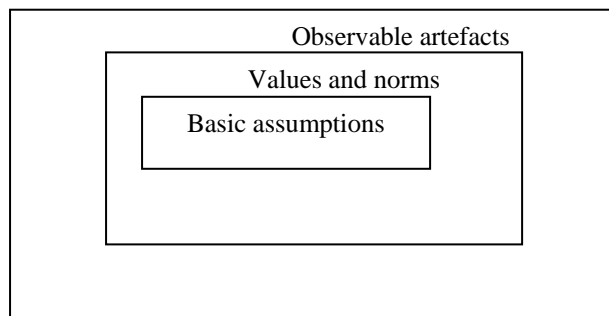 Observable artefacts
Values and norms
Basic assumptions